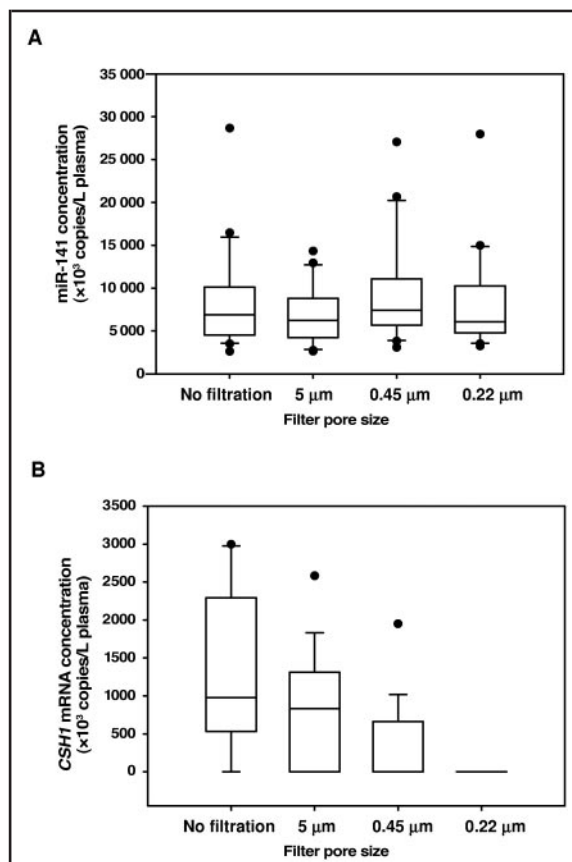 A
miR-141 concentration
(×10³ copies/L plasma)
35 000
30 000
25 000
20 000
15 000
10 000
5 000
0
No filtration 5 μm 0.45 μm 0.22 μm
Filter pore size
B
CSH1 mRNA concentration
(×10³ copies/L plasma)
3500
3000
2500
2000
1500
1000
500
0
No filtration 5 μm 0.45 μm 0.22 μm
Filter pore size